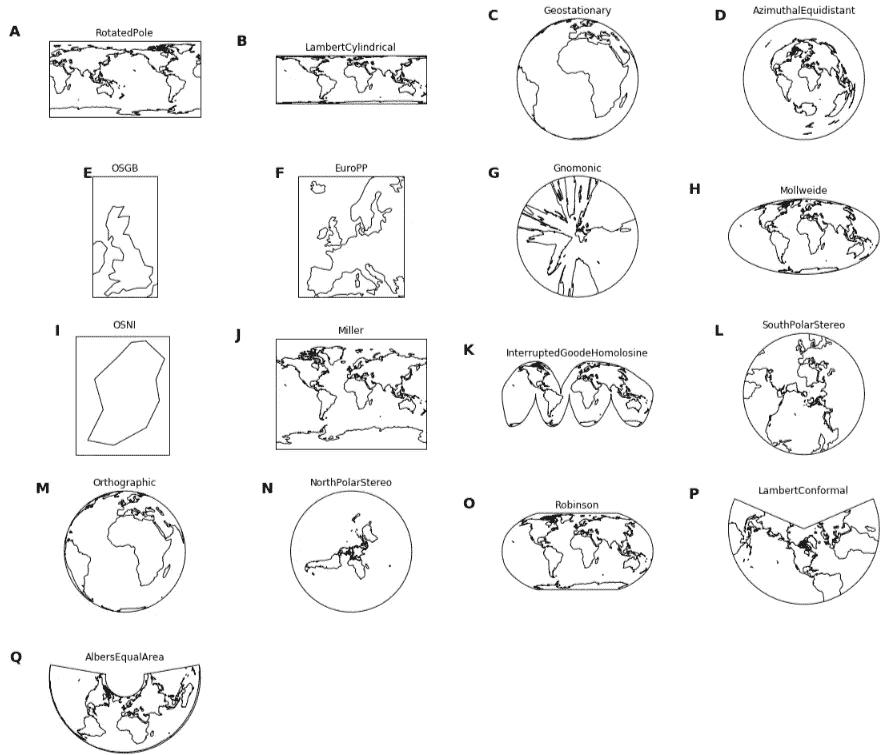 A
RotatedPole
B
LambertCylindrical
C
Geostationary
D
AzimuthalEquidistant
E
OSGB
F
EuroPP
G
Gnomonic
H
Mollweide
I
OSNI
J
Miller
K
InterruptedGoodeHomolosine
L
SouthPolarStereo
M
Orthographic
N
NorthPolarStereo
O
Robinson
P
LambertConformal
Q
AlbersEqualArea